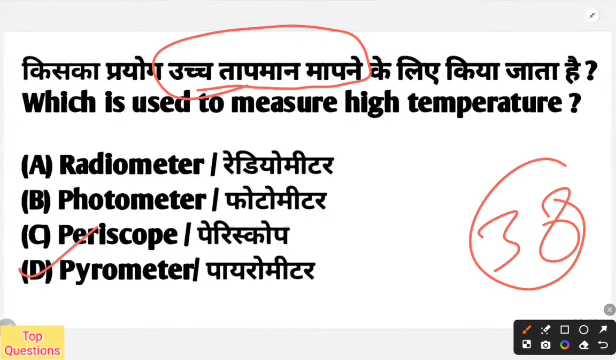 किसका प्रयोग उच्च तापमान मापने के लिए किया जाता है ?
Which is used to measure high temperature ?
(A) Radiometer / रेडियोमीटर
(B) Photometer / फोटोमीटर
(C) Periscope / पेरिस्कोप
(D) Pyrometer/ पायरोमीटर
38
Top
Questions